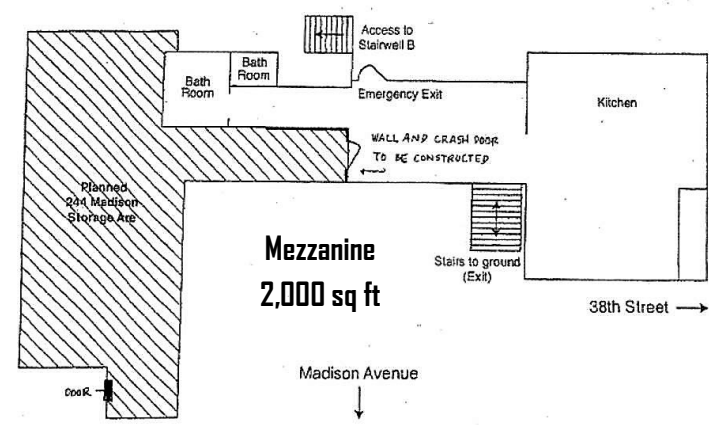 Access to
Stairwell B
Bath
Room
Bath
Room
Emergency Exit
Kitchen
WALL AND CRASH DOOR
TO BE CONSTRUCTED
Planned
244 Madison
Storage Are
Mezzanine
2,000 sq ft
Stairs to ground
(Exit)
38th Street
Madison Avenue
DOOR